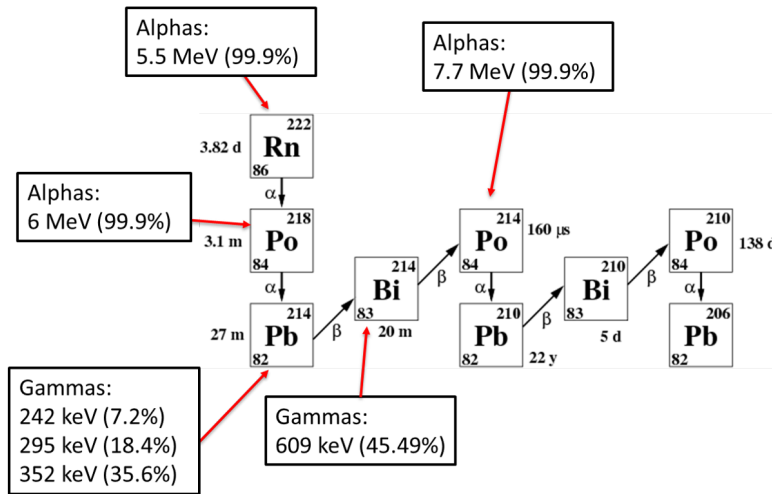 Alphas:
5.5 MeV (99.9%)
Alphas:
7.7 MeV (99.9%)
222
3.82 d
Rn
86
α
Alphas:
6 MeV (99.9%)
218
Po
3.1 m
84
α
214
Bi
83
20 m
β
214
Po
160 μs
84
α
β
210
Bi
83
5 d
β
210
Po
138 d
84
α
214
27 m
Pb
82
β
210
Pb
82
22 y
206
Pb
82
Gammas:
242 keV (7.2%)
295 keV (18.4%)
352 keV (35.6%)
Gammas:
609 keV (45.49%)